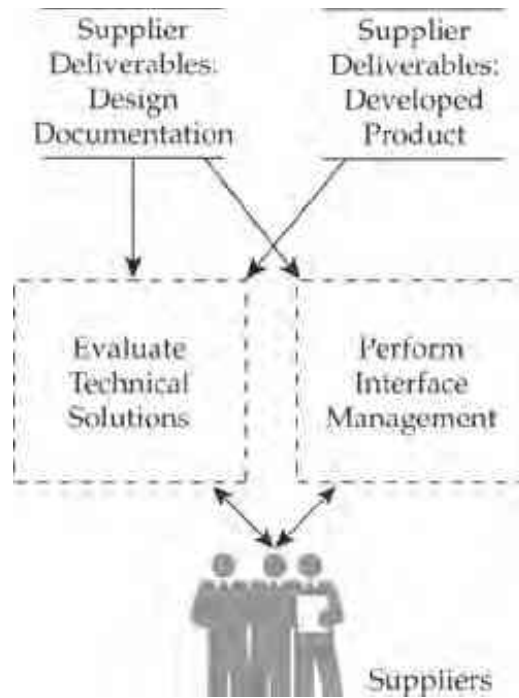 Supplier
Deliverables:
Design
Documentation
Supplier
Deliverables:
Developed
Product
Evaluate
Technical
Solutions
Perform
Interface
Management
Suppliers